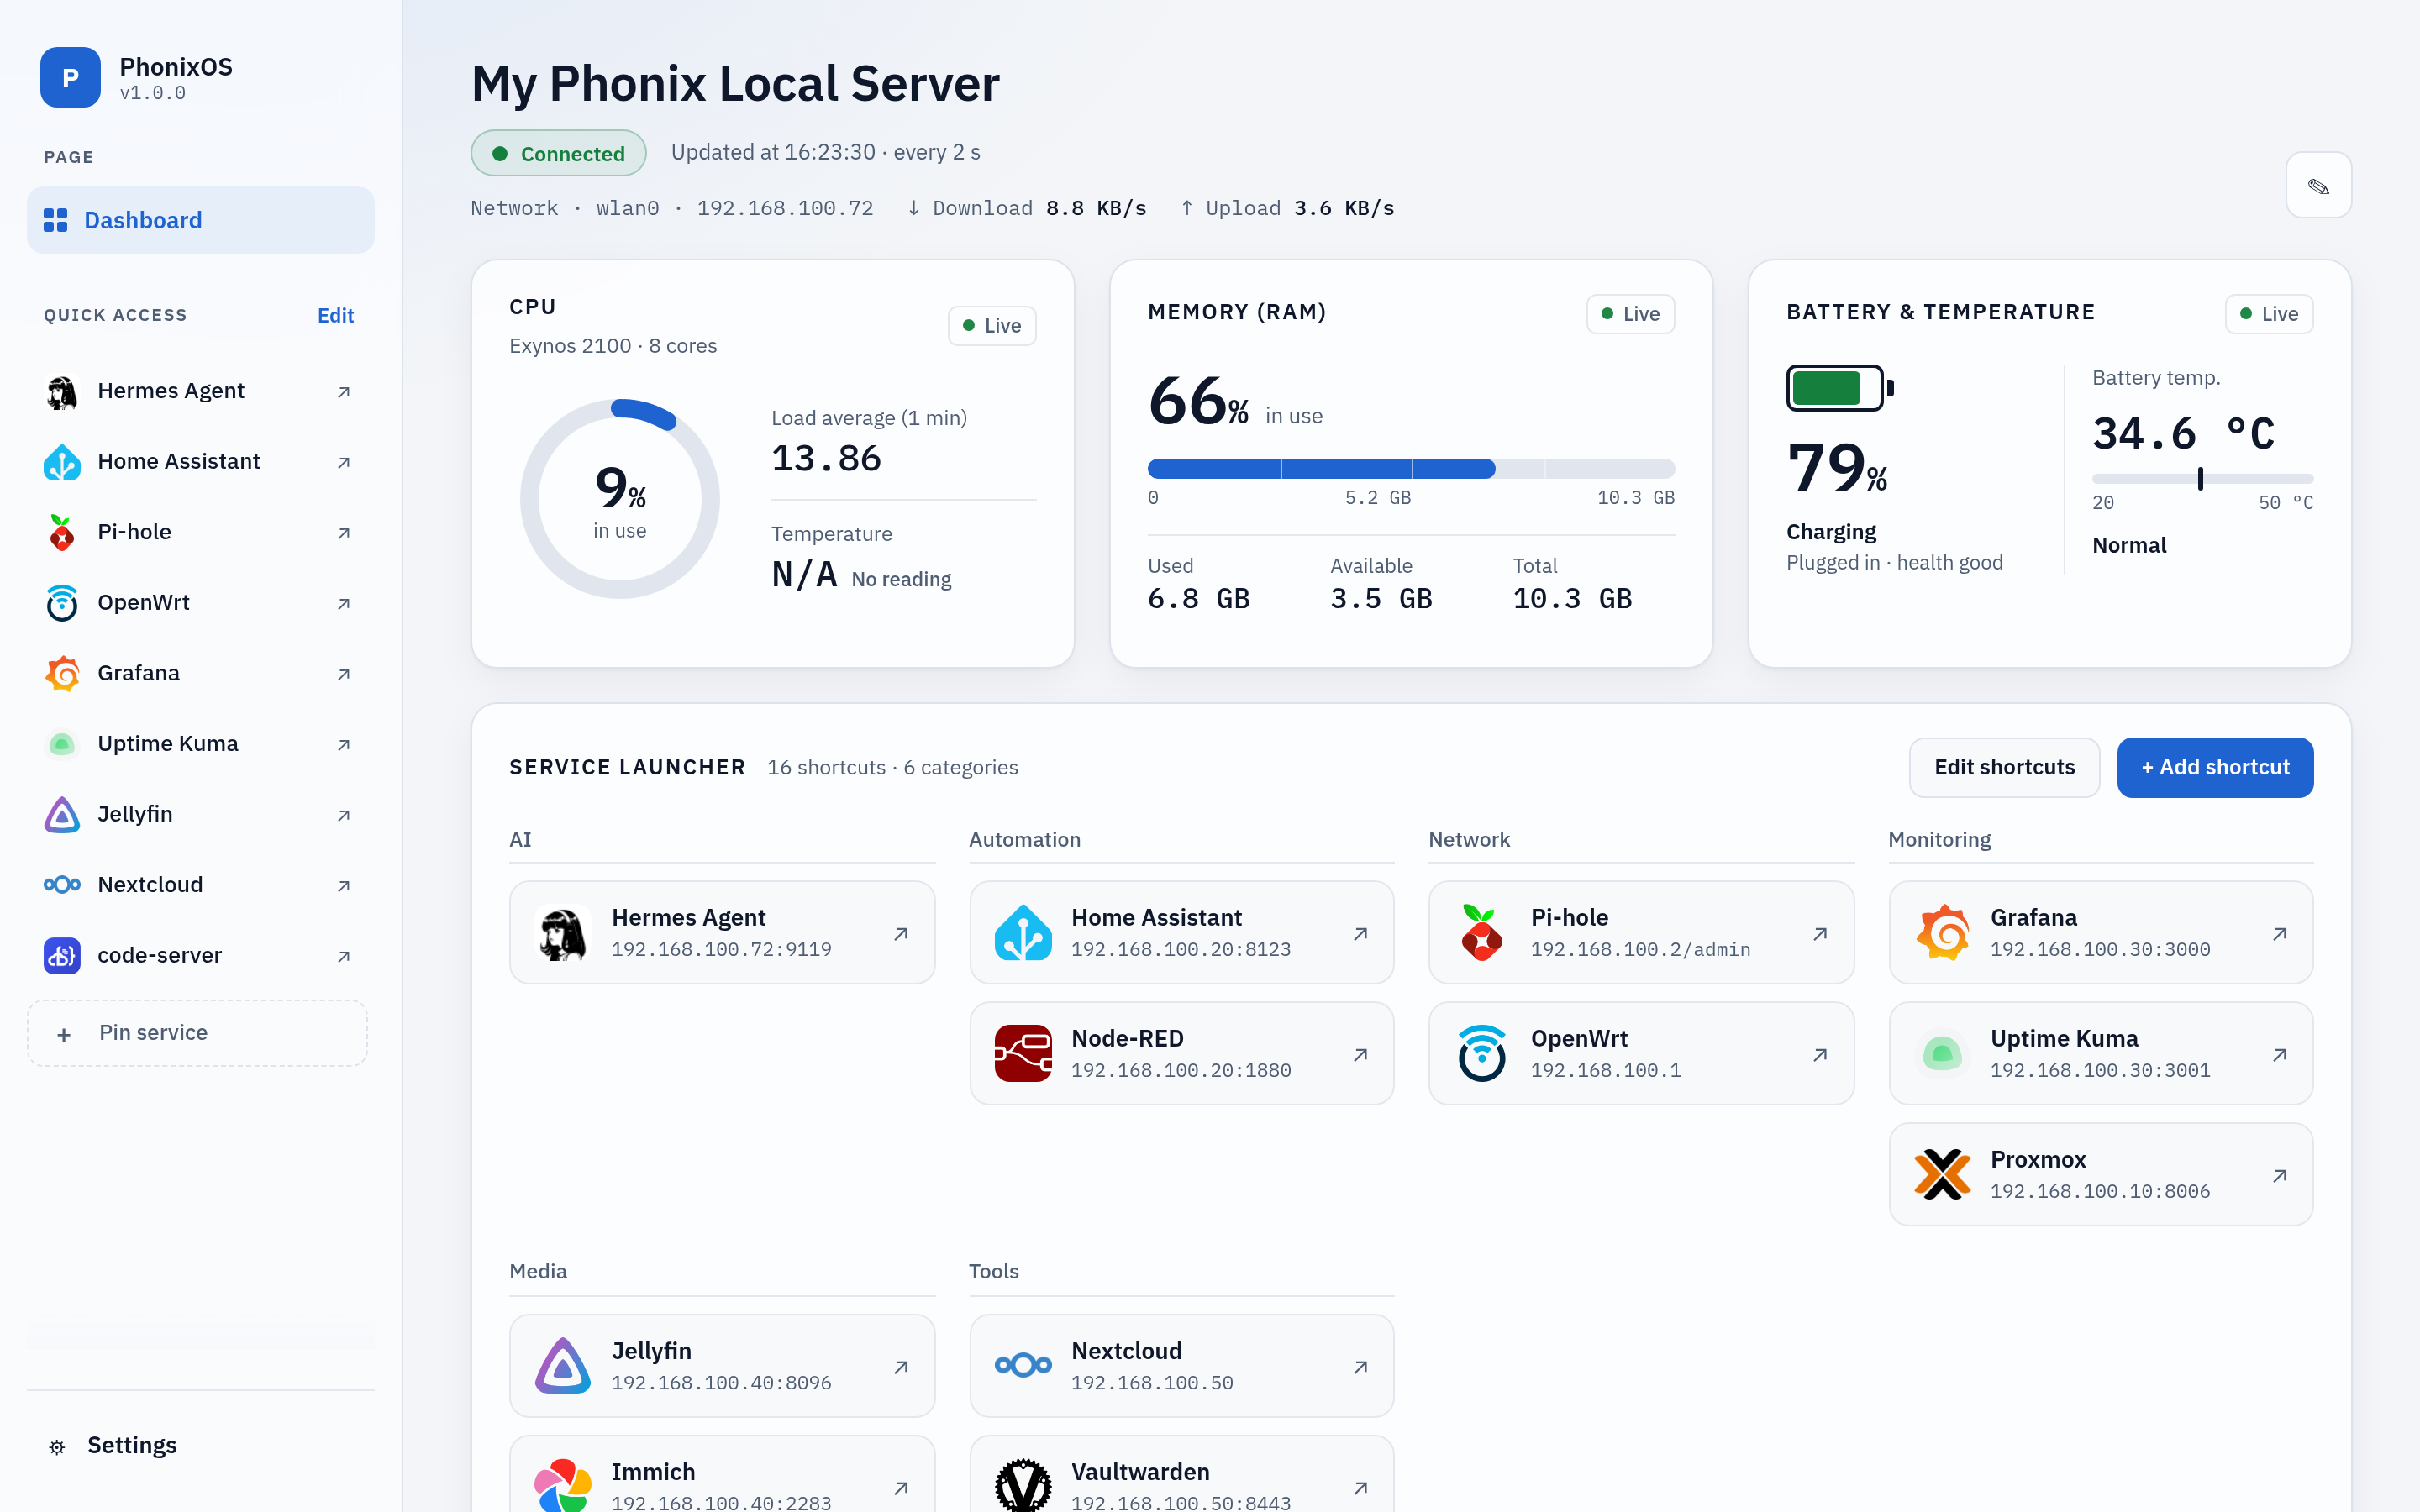 P
PhonixOS
v1.0.0
PAGE
Dashboard
QUICK ACCESS
Edit
Hermes Agent
Home Assistant
Pi-hole
OpenWrt
Grafana
Uptime Kuma
Jellyfin
Nextcloud
code-server
+ Pin service
Settings
My Phonix Local Server
Connected
Updated at 16:23:30 · every 2 s
Network · wlan0 · 192.168.100.72 ↓ Download 8.8 KB/s ↑ Upload 3.6 KB/s
CPU
Exynos 2100 · 8 cores
Live
9%
in use
Load average (1 min)
13.86
Temperature
N/A No reading
MEMORY (RAM)
Live
66% in use
0 5.2 GB 10.3 GB
Used Available Total
6.8 GB 3.5 GB 10.3 GB
BATTERY & TEMPERATURE
Live
79%
Charging
Plugged in · health good
Battery temp.
34.6 °C
20 50 °C
Normal
SERVICE LAUNCHER 16 shortcuts · 6 categories
Edit shortcuts
+ Add shortcut
AI
Hermes Agent
192.168.100.72:9119
Automation
Home Assistant
192.168.100.20:8123
Node-RED
192.168.100.20:1880
Network
Pi-hole
192.168.100.2/admin
OpenWrt
192.168.100.1
Monitoring
Grafana
192.168.100.30:3000
Uptime Kuma
192.168.100.30:3001
Proxmox
192.168.100.10:8006
Media
Jellyfin
192.168.100.40:8096
Immich
192.168.100.40:2283
Tools
Nextcloud
192.168.100.50
Vaultwarden
192.168.100.50:8443